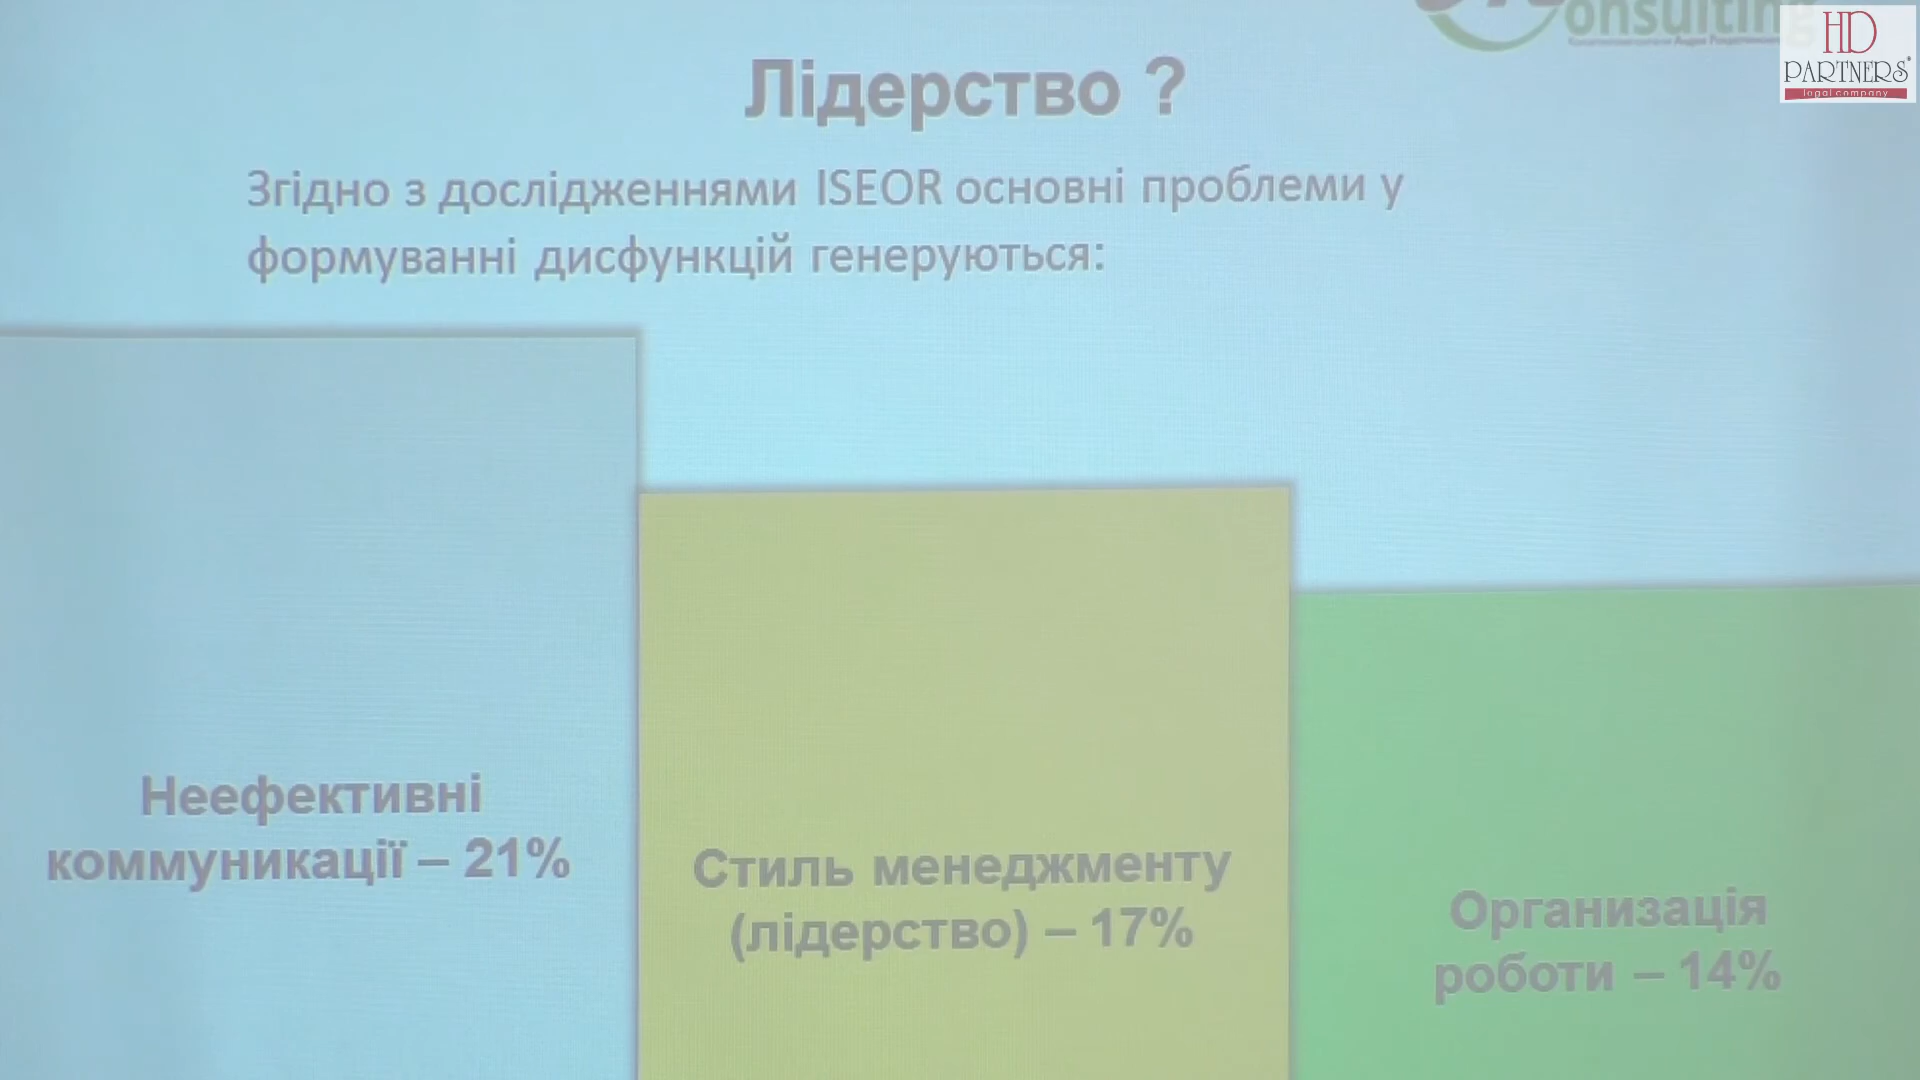 onsulting
HD
PARTNERS
legal company
Лідерство ?
Згідно з дослідженнями ISEOR основні проблеми у
формуванні дисфункцій генеруються:
Неефективні
коммуникації – 21%
Стиль менеджменту
(лідерство) – 17%
Организація
роботи – 14%